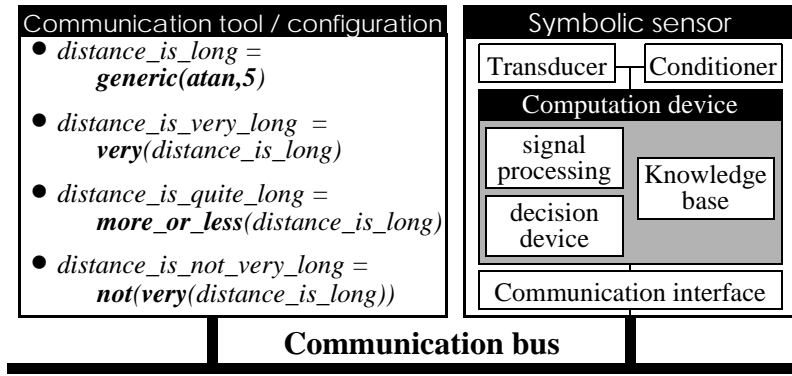 Communication tool / configuration
● distance_is_long =
generic(atan,5)
● distance_is_very_long =
very(distance_is_long)
● distance_is_quite_long =
more_or_less(distance_is_long)
● distance_is_not_very_long =
not(very(distance_is_long))
Symbolic sensor
Transducer
Conditioner
Computation device
signal
processing
decision
device
Knowledge
base
Communication interface
Communication bus